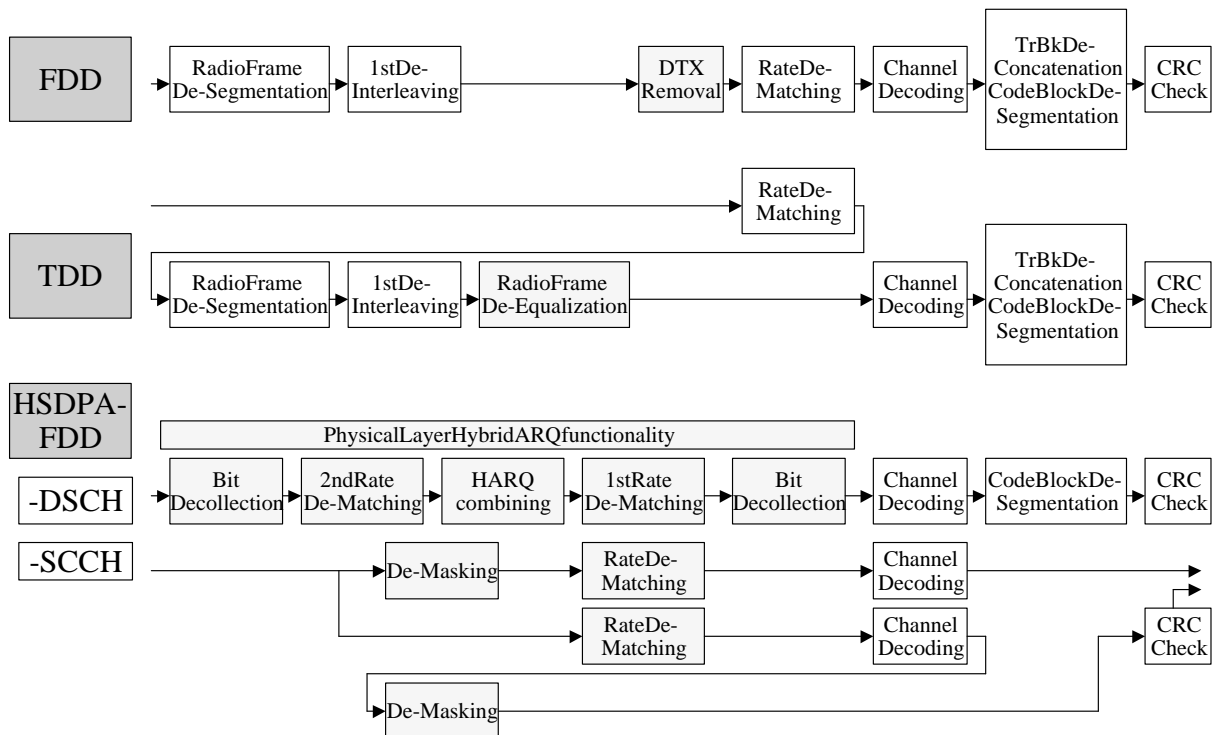 FDD
RadioFrame
De-Segmentation
1stDe-
Interleaving
DTX
Removal
RateDe-
Matching
Channel
Decoding
TrBkDe-
Concatenation
CodeBlockDe-
Segmentation
CRC
Check
RateDe-
Matching
TDD
RadioFrame
De-Segmentation
1stDe-
Interleaving
RadioFrame
De-Equalization
Channel
Decoding
TrBkDe-
Concatenation
CodeBlockDe-
Segmentation
CRC
Check
HSDPA-
FDD
PhysicalLayerHybridARQfunctionality
-DSCH
Bit
Decollection
2ndRate
De-Matching
HARQ
combining
1stRate
De-Matching
Bit
Decollection
Channel
Decoding
CodeBlockDe-
Segmentation
CRC
Check
-SCCH
De-Masking
RateDe-
Matching
Channel
Decoding
RateDe-
Matching
Channel
Decoding
CRC
Check
De-Masking